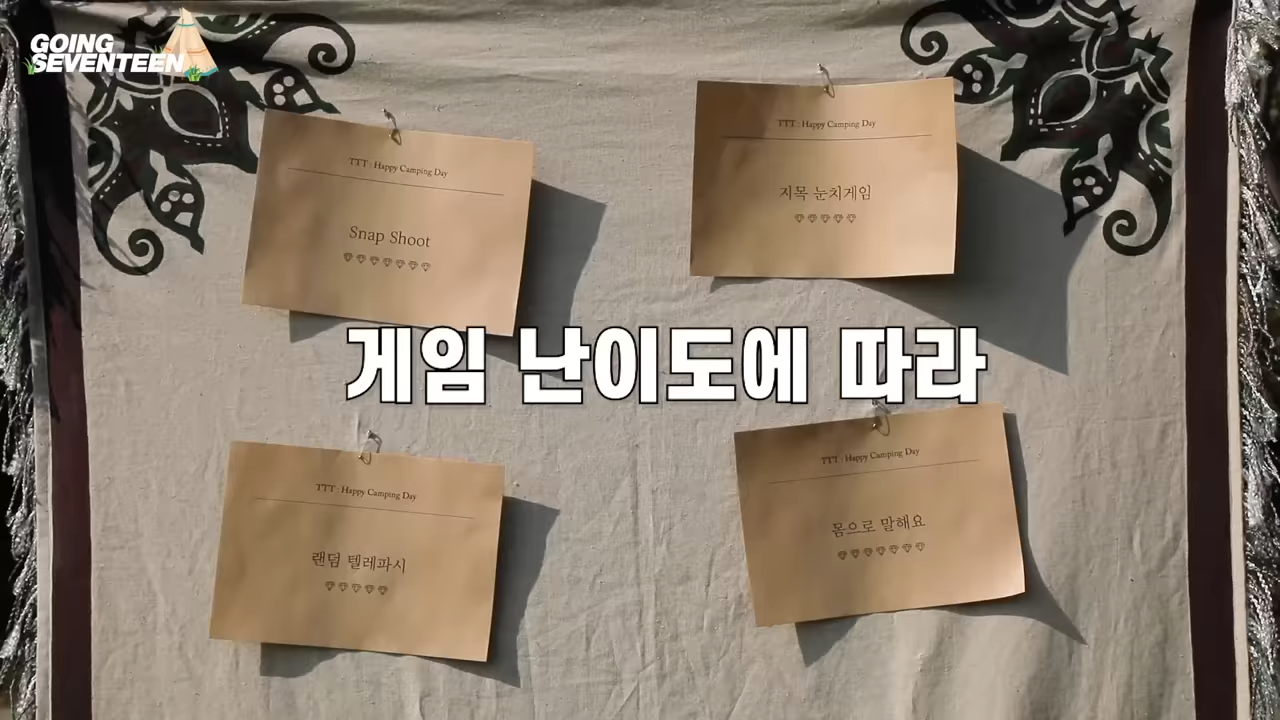 GOING
SEVENTEEN
TTT : Happy Camping Day
Snap Shoot
TTT : Happy Camping Day
지목 눈치게임
게임 난이도에 따라
TTT : Happy Camping Day
랜덤 텔레파시
TTT : Happy Camping Day
몸으로 말해요